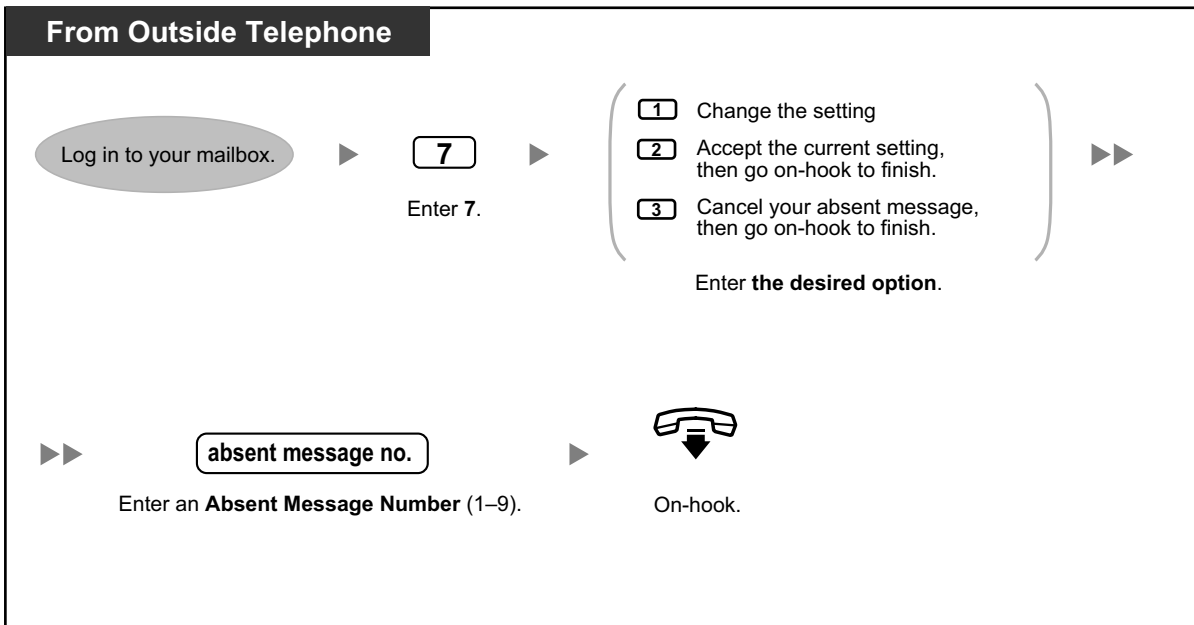 From Outside Telephone
Log in to your mailbox.
7
Enter 7.
1 Change the setting
2 Accept the current setting,
then go on-hook to finish.
3 Cancel your absent message,
then go on-hook to finish.
Enter the desired option.
absent message no.
Enter an Absent Message Number (1–9).
On-hook.